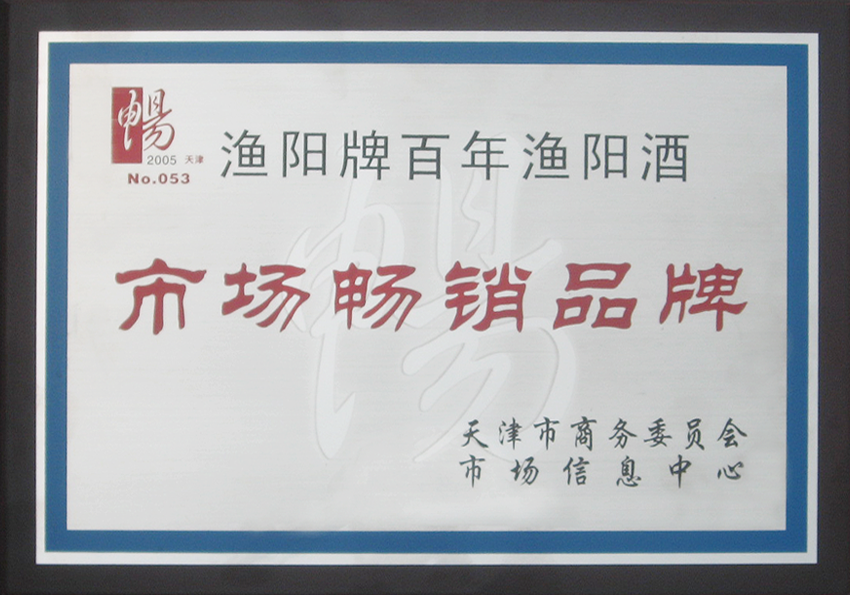 暢
2005 天津
No.053
渔阳牌百年渔阳酒
市场畅销品牌
天津市商务委员会
市场信息中心